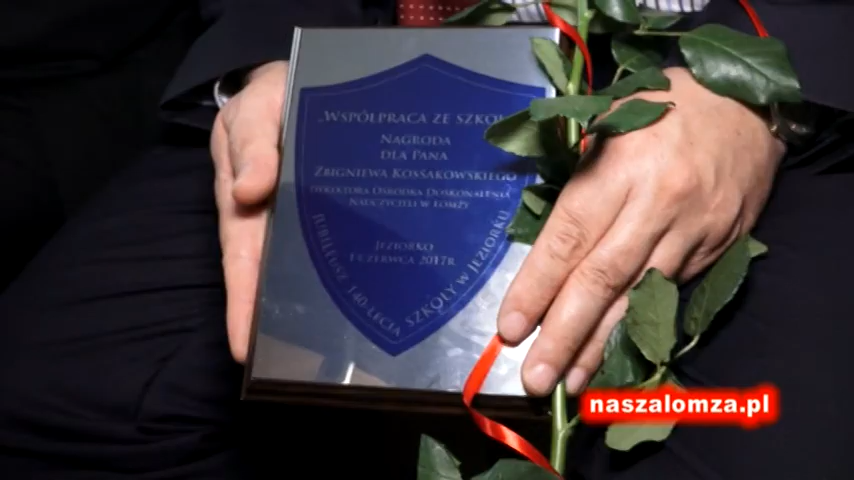 „WSPÓŁPRACA ZE
NAGRODA
DLA PANA
ZBIGNIEWA KOSSAKOWSKIEGO
DYREKTORA OŚRODKA DOSKONALENIA
NAUCZYCIELI W ŁOMŻY
JEZIORKO
CZERWCA 2017R.
JUBILEUSZ 140-LECIA SZKOŁY W JEZIORKU
naszalomza.pl